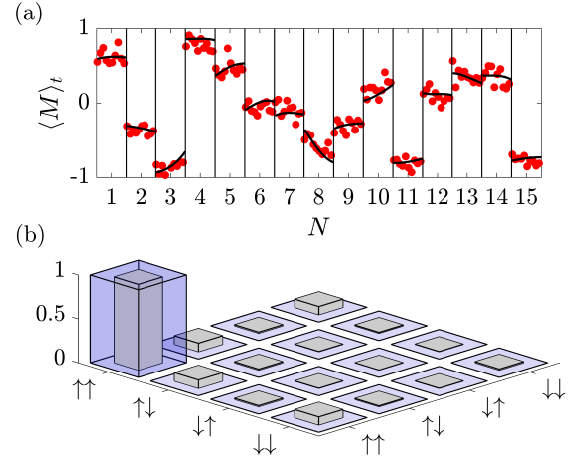 (a)
1
0
-1
⟨M⟩t
1 2 3 4 5 6 7 8 9 10 11 12 13 14 15
N
(b)
1
0.5
0
↑↑ ↑↓ ↓↑ ↓↓
↑↑ ↑↓ ↓↑ ↓↓